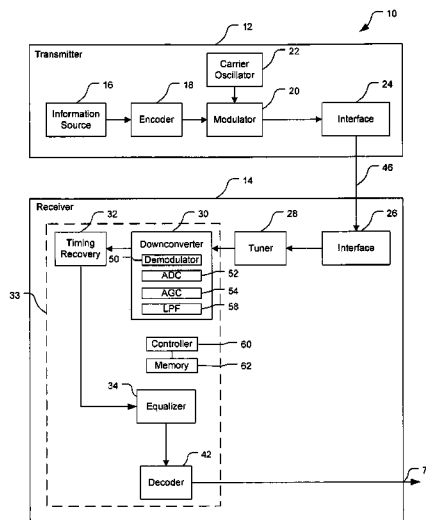 10
12
Transmitter
22
Carrier
Oscillator
16
18
20
24
Information
Source
Encoder
Modulator
Interface
46
14
Receiver
32
30
28
26
Timing
Recovery
Downconverter
Tuner
Interface
50
Demodulator
ADC
52
AGC
54
LPF
58
33
Controller
60
Memory
62
34
Equalizer
42
Decoder